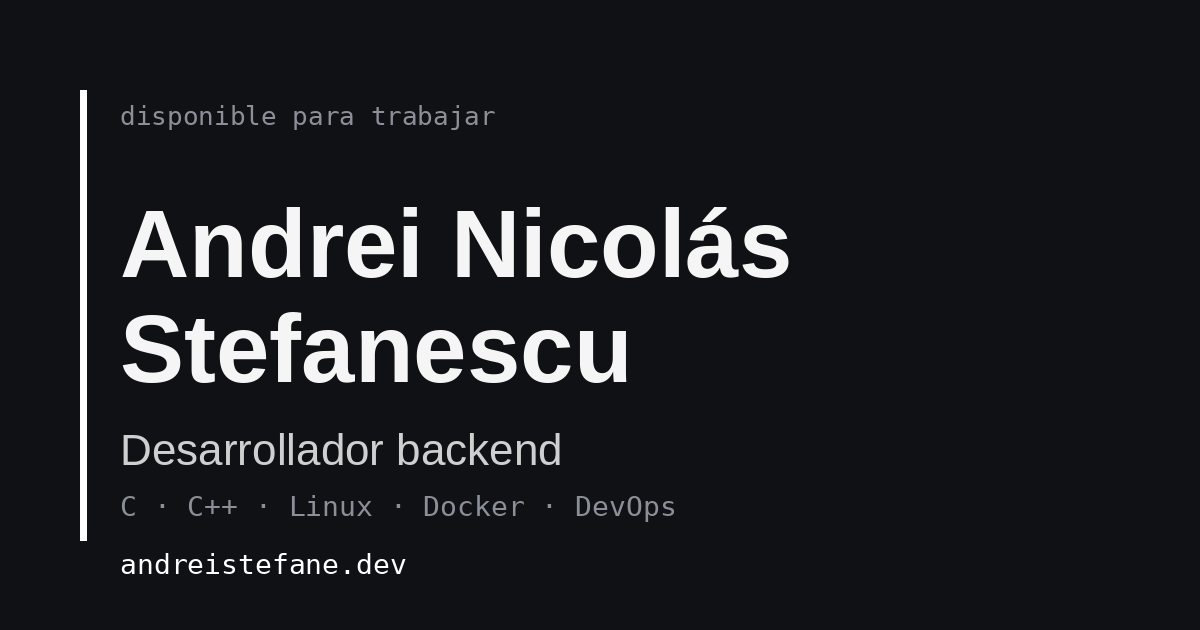 disponible para trabajar
Andrei Nicolás
Stefanescu
Desarrollador backend
C · C++ · Linux · Docker · DevOps
andreistefane.dev